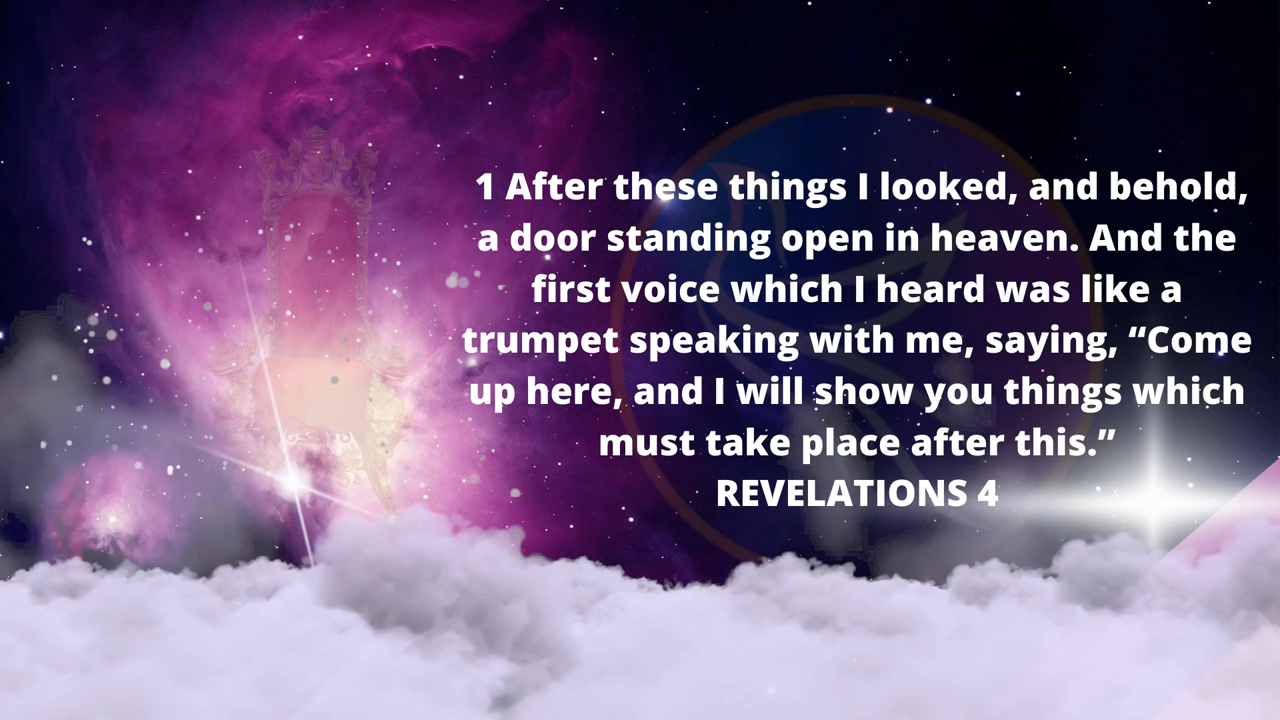 1 After these things I looked, and behold,
a door standing open in heaven. And the
first voice which I heard was like a
trumpet speaking with me, saying, “Come
up here, and I will show you things which
must take place after this.”
REVELATIONS 4